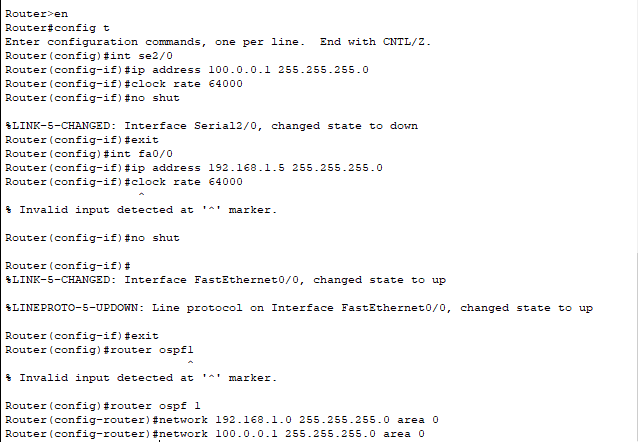 Router>en
Router#config t
Enter configuration commands, one per line.  End with CNTL/Z.
Router(config)#int se2/0
Router(config-if)#ip address 100.0.0.1 255.255.255.0
Router(config-if)#clock rate 64000
Router(config-if)#no shut

%LINK-5-CHANGED: Interface Serial2/0, changed state to down
Router(config-if)#exit
Router(config)#int fa0/0
Router(config-if)#ip address 192.168.1.5 255.255.255.0
Router(config-if)#clock rate 64000
                   ^
% Invalid input detected at '^' marker.

Router(config-if)#no shut

Router(config-if)#
%LINK-5-CHANGED: Interface FastEthernet0/0, changed state to up

%LINEPROTO-5-UPDOWN: Line protocol on Interface FastEthernet0/0, changed state to up

Router(config-if)#exit
Router(config)#router ospf1
                          ^
% Invalid input detected at '^' marker.

Router(config)#router ospf 1
Router(config-router)#network 192.168.1.0 255.255.255.0 area 0
Router(config-router)#network 100.0.0.1 255.255.255.0 area 0